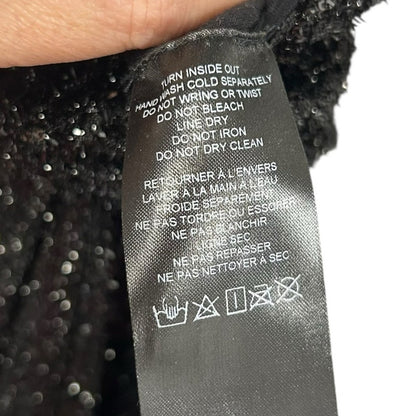 TURN INSIDE OUT
HAND WASH COLD SEPARATELY
DO NOT WRING OR TWIST
DO NOT BLEACH
LINE DRY
DO NOT IRON
DO NOT DRY CLEAN
RETOURNER À L'ENVERS
LAVER À LA MAIN À L'EAU
FROIDE SÉPARÉMENT
NE PAS TORDRE OU ESSORER
NE PAS BLANCHIR
LIGNE SEC
NE PAS REPASSER
NE PAS NETTOYER À SEC